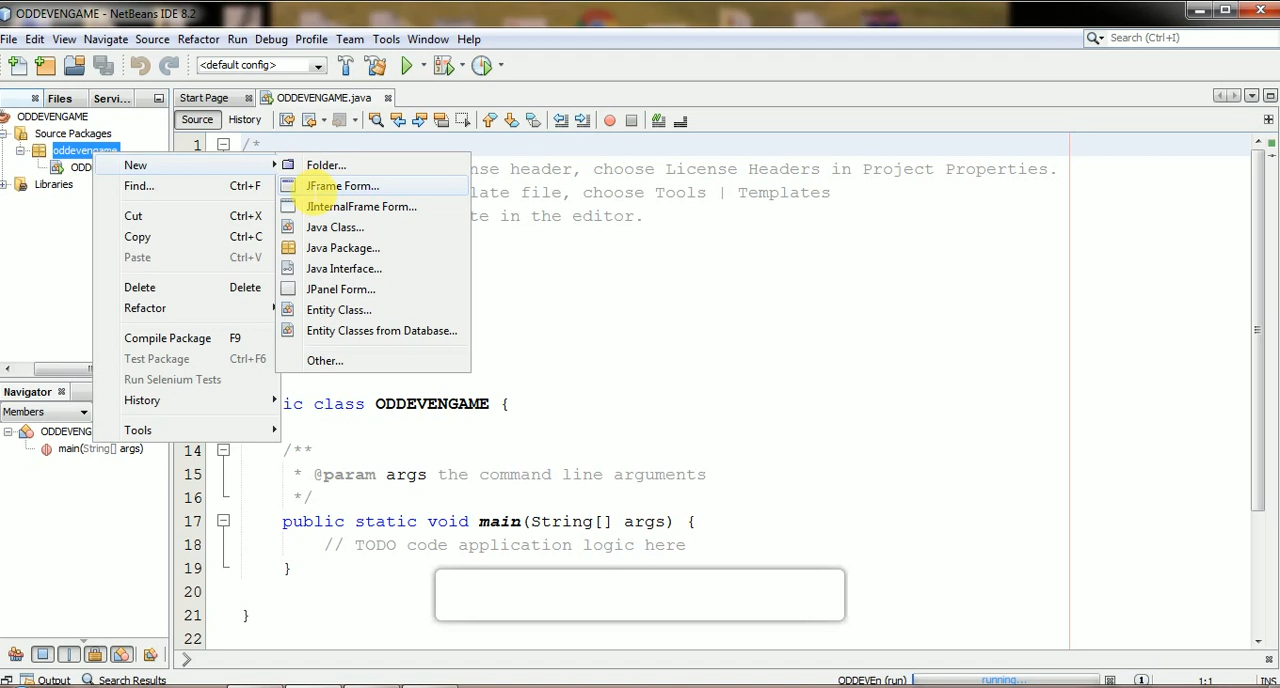 ODDEVENGAME - NetBeans IDE 8.2
File Edit View Navigate Source Refactor Run Debug Profile Team Tools Window Help
Search (Ctrl+I)
<default config>
Files Servi... Start Page ODDEVENGAME.java
ODDEVENGAME
Source History
Source Packages
1 /*
oddevengame
New Folder...
ODD
nse header, choose License Headers in Project Properties.
Find... Ctrl+F JFrame Form...
Libraries
late file, choose Tools | Templates
JInternalFrame Form...
te in the editor.
Cut Ctrl+X Java Class...
Copy Ctrl+C Java Package...
Paste Ctrl+V Java Interface...
Delete Delete JPanel Form...
Refactor Entity Class...
Entity Classes from Database...
Compile Package F9
Test Package Ctrl+F6 Other...
Run Selenium Tests
Navigator
History
ic class ODDEVENGAME {
Members
Tools
ODDEVENG
main(String[] args)
14 /**
15 * @param args the command line arguments
16 */
17 public static void main(String[] args) {
18 // TODO code application logic here
19 }
20
21 }
22
Output Search Results ODDEVEn (run) running... 1 1:1 INS